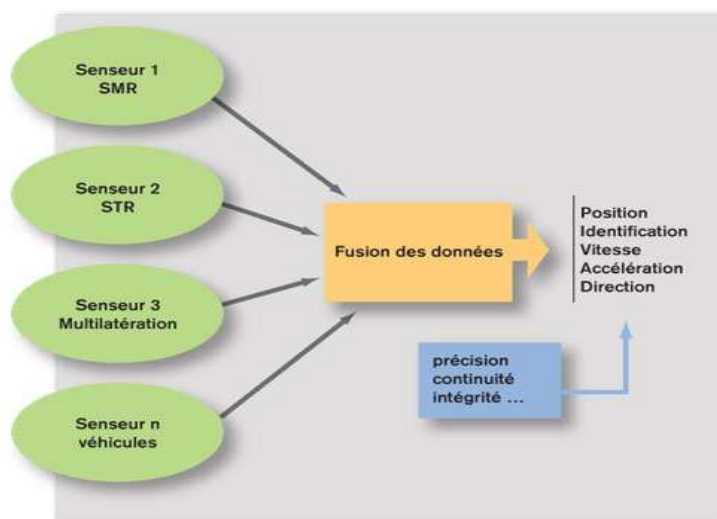 Senseur 1
SMR
Senseur 2
STR
Senseur 3
Multilatération
Senseur n
véhicules
Fusion des données
Position
Identification
Vitesse
Accélération
Direction
précision
continuité
intégrité ...